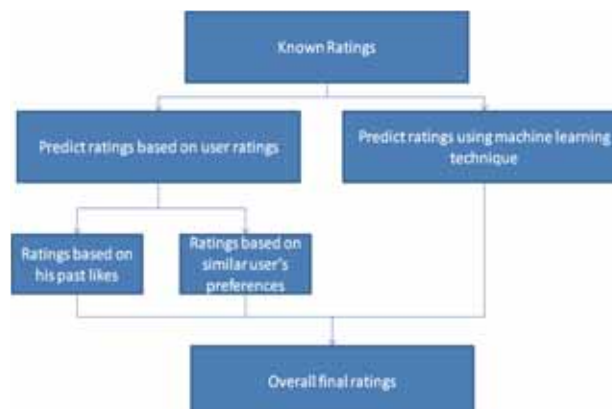 Known Ratings
Predict ratings based on user ratings
Predict ratings using machine learning
technique
Ratings based on
his past likes
Ratings based on
similar user's
preferences
Overall final ratings